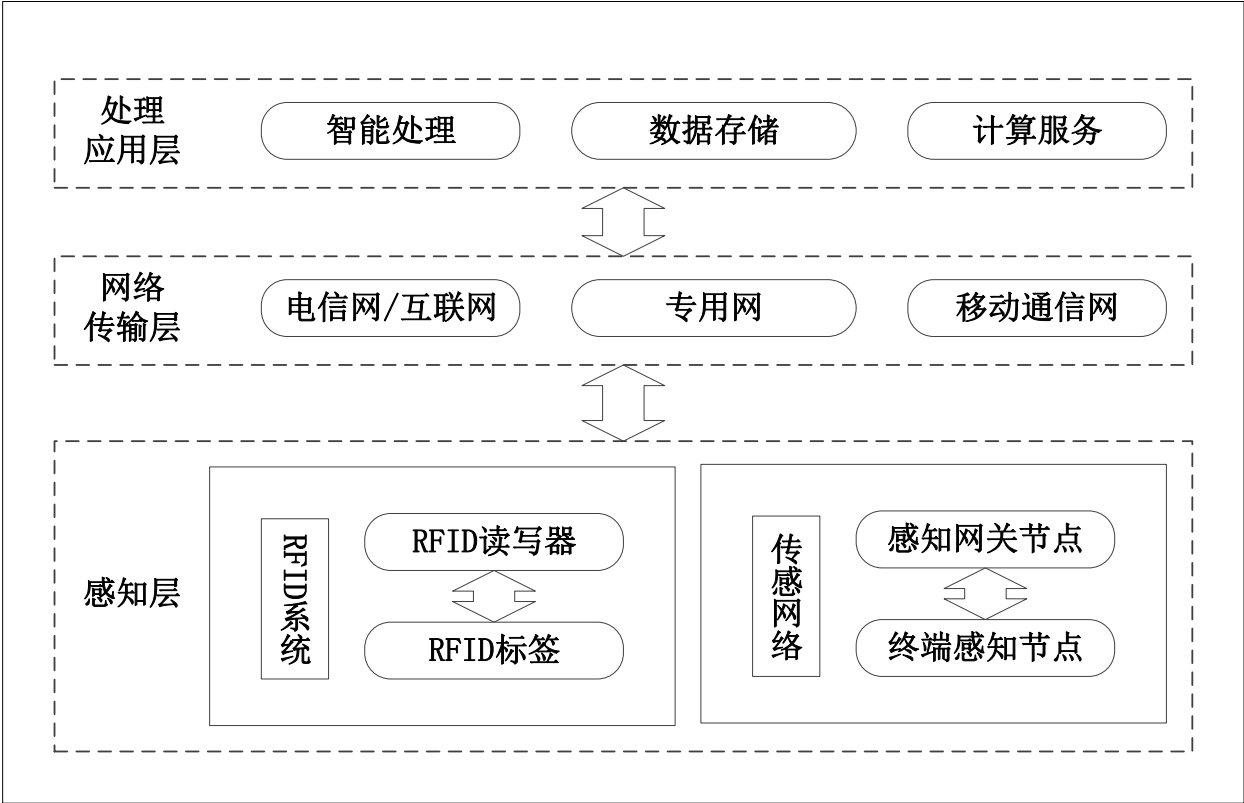 处理
应用层
智能处理
数据存储
计算服务
网络
传输层
电信网/互联网
专用网
移动通信网
感知层
RFID系统
RFID读写器
RFID标签
传感网络
感知网关节点
终端感知节点